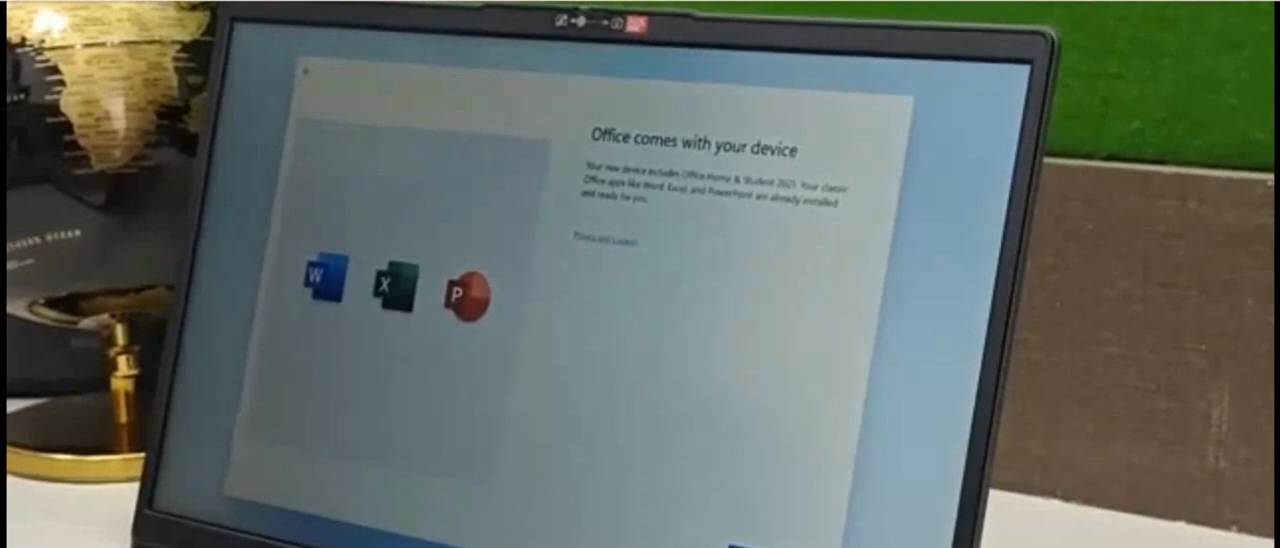 Office comes with your device
Your new device includes Office Home & Student 2021. Your classic
Office apps like Word, Excel, and PowerPoint are already installed
and ready for you.
W
X
P
OCEAN